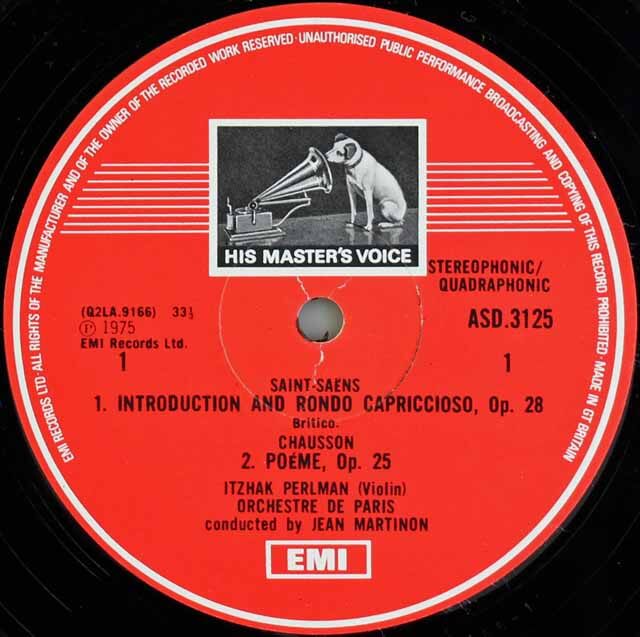 EMI RECORDS LTD·ALL RIGHTS OF THE MANUFACTURER AND OF THE OWNER OF THE RECORDED WORK RESERVED·UNAUTHORISED PUBLIC PERFORMANCE BROADCASTING AND COPYING OF THIS RECORD PROHIBITED·MADE IN GT BRITAIN
HIS MASTER'S VOICE
STEREOPHONIC/
QUADRAPHONIC
(Q2LA.9166) 33⅓
ⓟ 1975
EMI Records Ltd.
ASD.3125
1 1
SAINT-SAËNS
1. INTRODUCTION AND RONDO CAPRICCIOSO, Op. 28
Britico.
CHAUSSON
2. POéME, Op. 25
ITZHAK PERLMAN (Violin)
ORCHESTRE DE PARIS
conducted by JEAN MARTINON
EMI